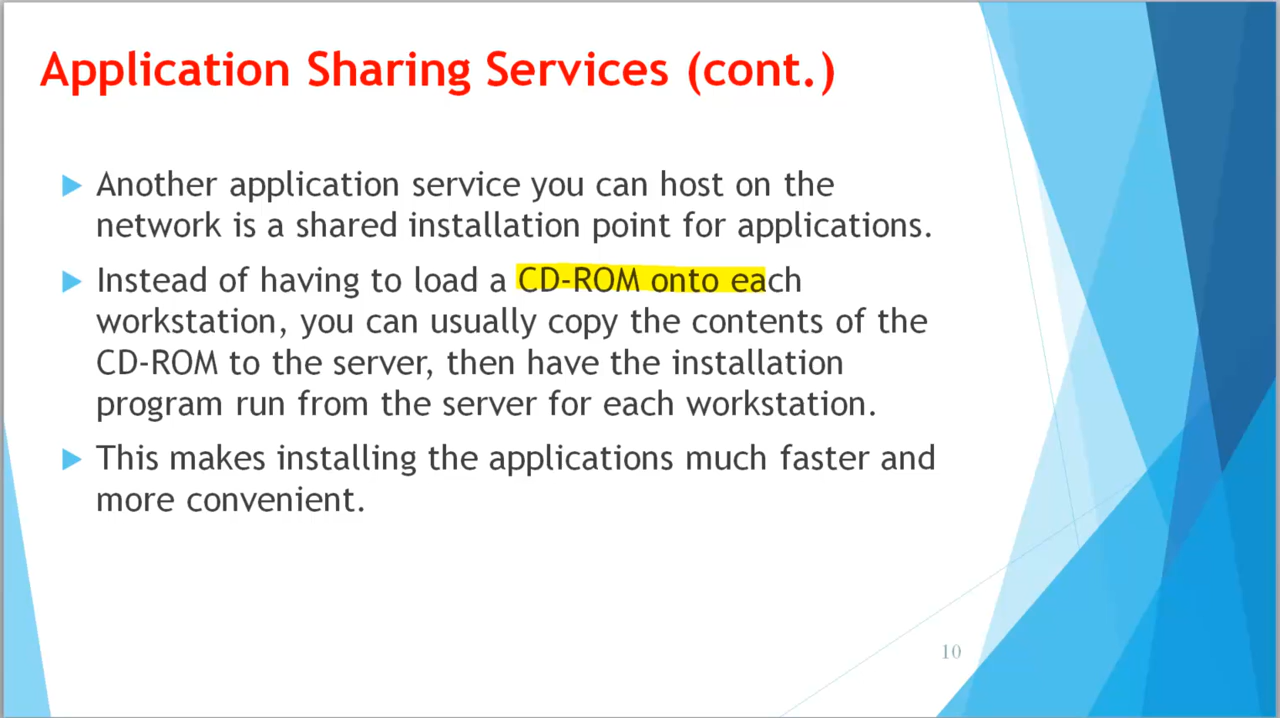 Application Sharing Services (cont.)
Another application service you can host on the
network is a shared installation point for applications.
Instead of having to load a CD-ROM onto each
workstation, you can usually copy the contents of the
CD-ROM to the server, then have the installation
program run from the server for each workstation.
This makes installing the applications much faster and
more convenient.
10